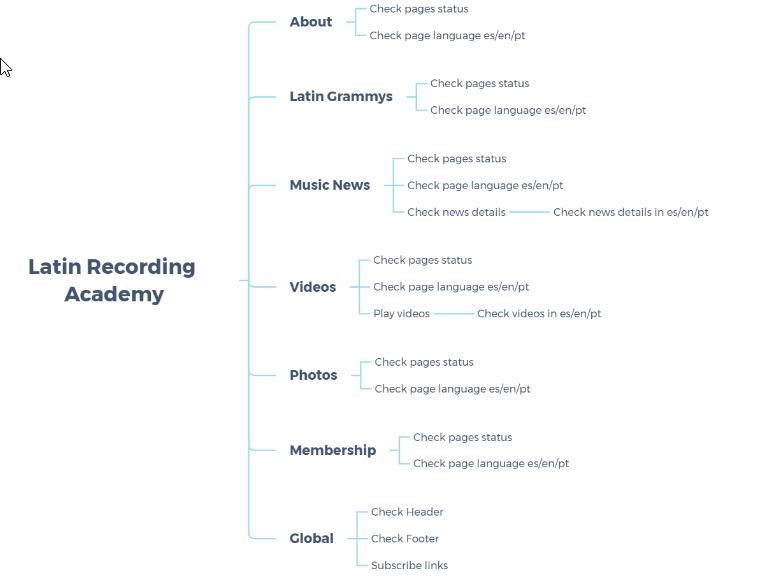 Check pages status
About
Check page language es/en/pt
Check pages status
Latin Grammys
Check page language es/en/pt
Check pages status
Music News
Check page language es/en/pt
Check news details
Check news details in es/en/pt
Latin Recording
Academy
Check pages status
Videos
Check page language es/en/pt
Play videos
Check videos in es/en/pt
Check pages status
Photos
Check page language es/en/pt
Check pages status
Membership
Check page language es/en/pt
Check Header
Global
Check Footer
Subscribe links